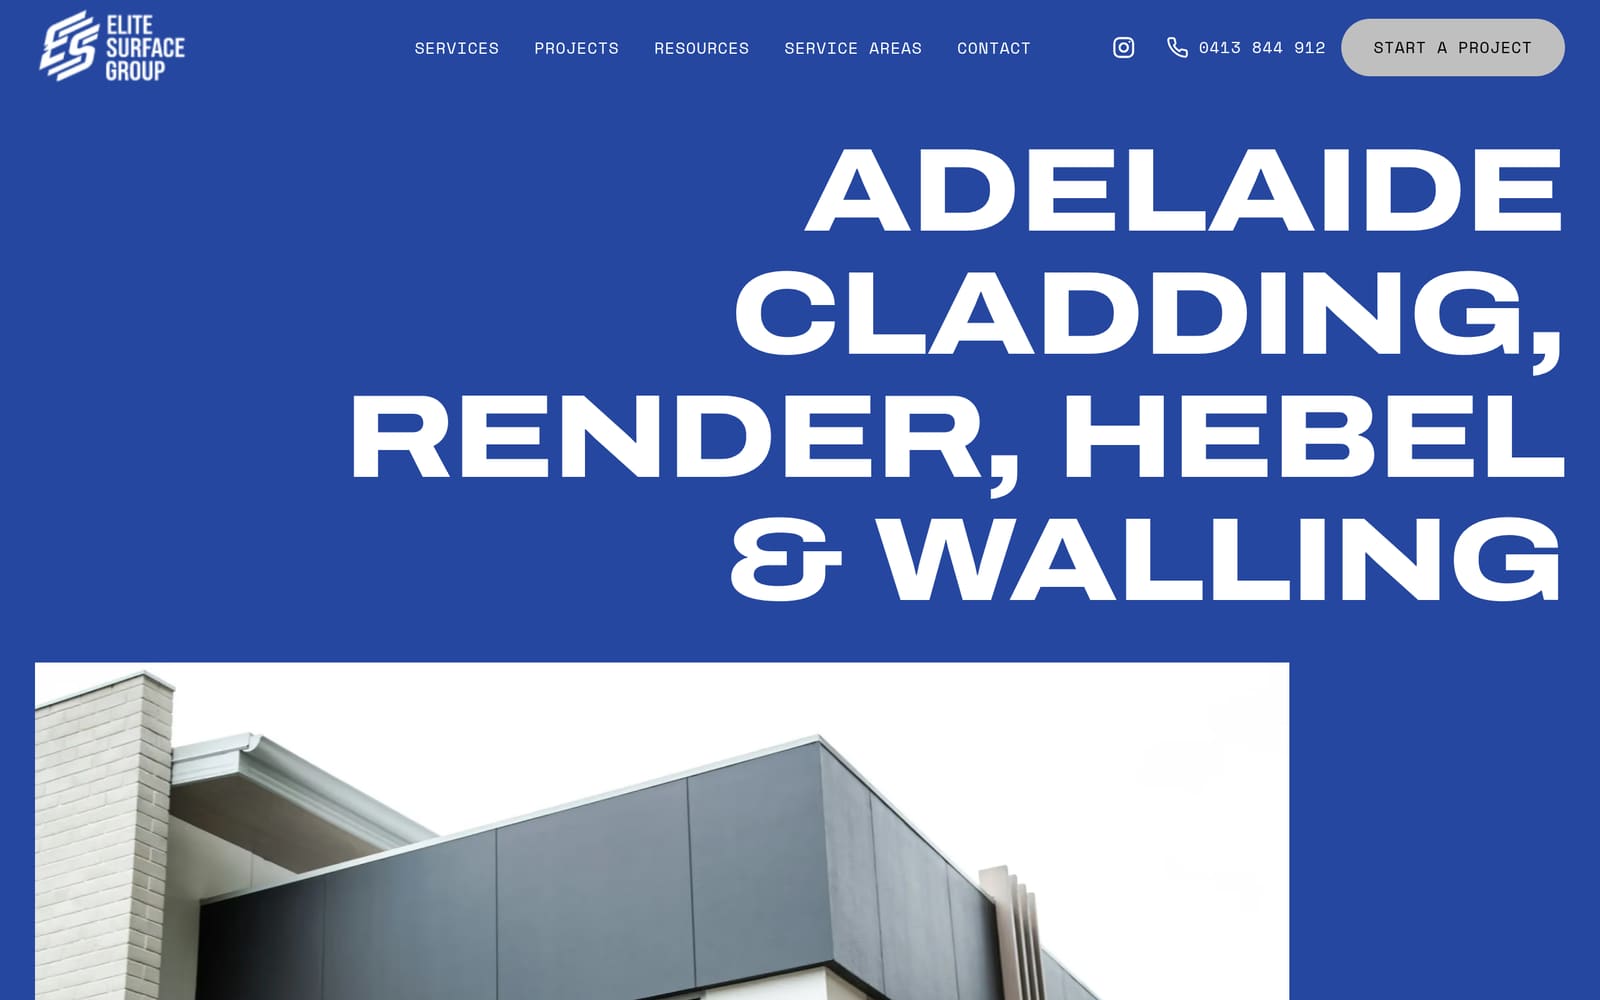 ELITE
SURFACE
GROUP
SERVICES
PROJECTS
RESOURCES
SERVICE AREAS
CONTACT
0413 844 912
START A PROJECT
ADELAIDE
CLADDING,
RENDER, HEBEL
& WALLING